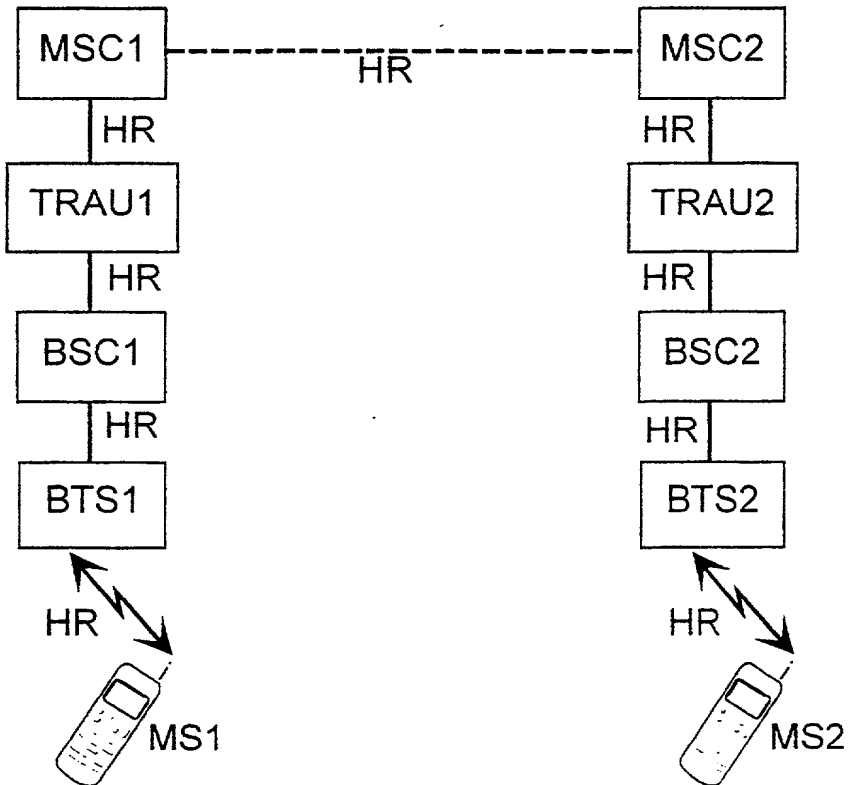 MSC1
HR
MSC2
HR
HR
TRAU1
TRAU2
HR
HR
BSC1
BSC2
HR
HR
BTS1
BTS2
HR
HR
MS1
MS2